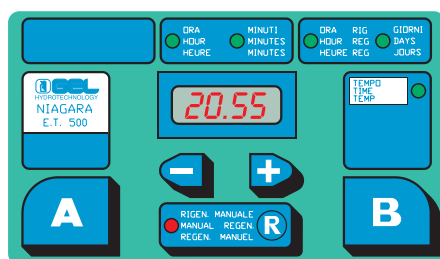 ORA
HOUR
HEURE
MINUTI
MINUTES
MINUTES
ORA RIG
HOUR REG
HEURE REG
GIORNI
DAYS
JOURS
HYDROTECHNOLOGY
NIAGARA
E.T. 500
20.55
TEMPO
TIME
TEMP
A
B
RIGEN. MANUALE
MANUAL REGEN.
REGEN. MANUEL
R